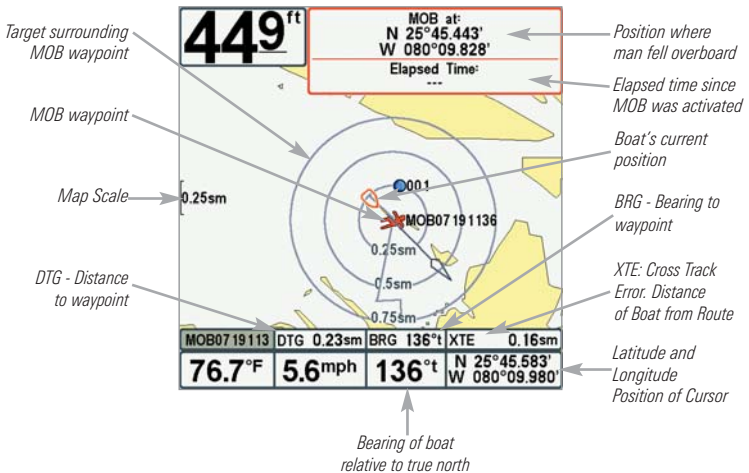 Target surrounding
MOB waypoint
MOB waypoint
Map Scale
DTG - Distance
to waypoint
44.9 ft
MOB at:
N 25°45.443'
W 080°09.828'
Elapsed Time:
---
0.25sm
001
MOB07191136
0.25sm
0.5sm
0.75sm
MOB0719113 DTG 0.23sm BRG 136°t XTE 0.16sm
76.7°F 5.6mph 136°t N 25°45.583'
W 080°09.980'
Position where
man fell overboard
Elapsed time since
MOB was activated
Boat's current
position
BRG - Bearing to
waypoint
XTE: Cross Track
Error. Distance
of Boat from Route
Latitude and
Longitude
Position of Cursor
Bearing of boat
relative to true north